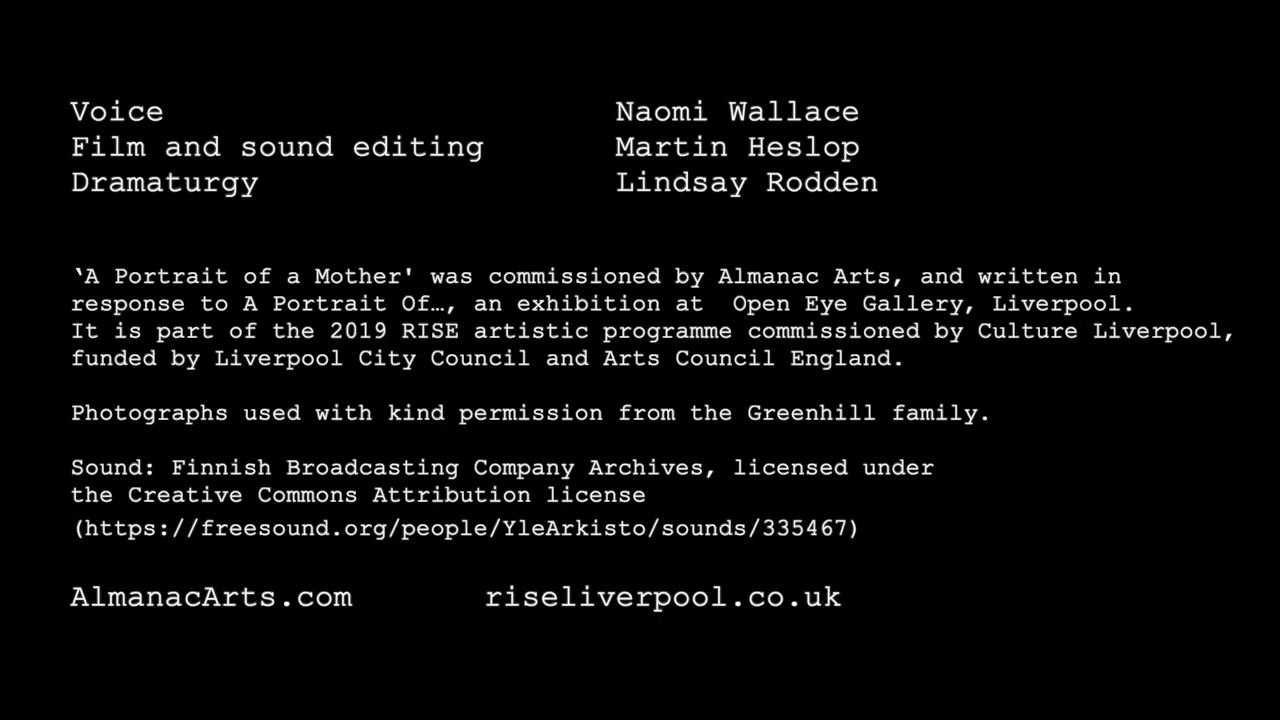 Voice Naomi Wallace
Film and sound editing Martin Heslop
Dramaturgy Lindsay Rodden
‘A Portrait of a Mother' was commissioned by Almanac Arts, and written in
response to A Portrait Of…, an exhibition at Open Eye Gallery, Liverpool.
It is part of the 2019 RISE artistic programme commissioned by Culture Liverpool,
funded by Liverpool City Council and Arts Council England.
Photographs used with kind permission from the Greenhill family.
Sound: Finnish Broadcasting Company Archives, licensed under
the Creative Commons Attribution license
(https://freesound.org/people/YleArkisto/sounds/335467)
AlmanacArts.com riseliverpool.co.uk